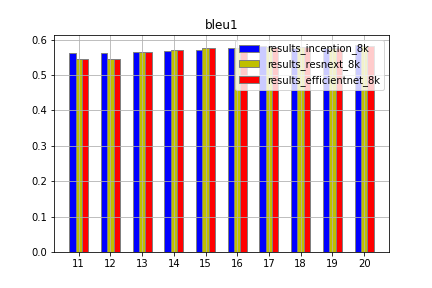 bleu1
0.6
0.5
0.4
0.3
0.2
0.1
0.0
results_inception_8k
results_resnext_8k
results_efficientnet_8k
11 12 13 14 15 16 17 18 19 20